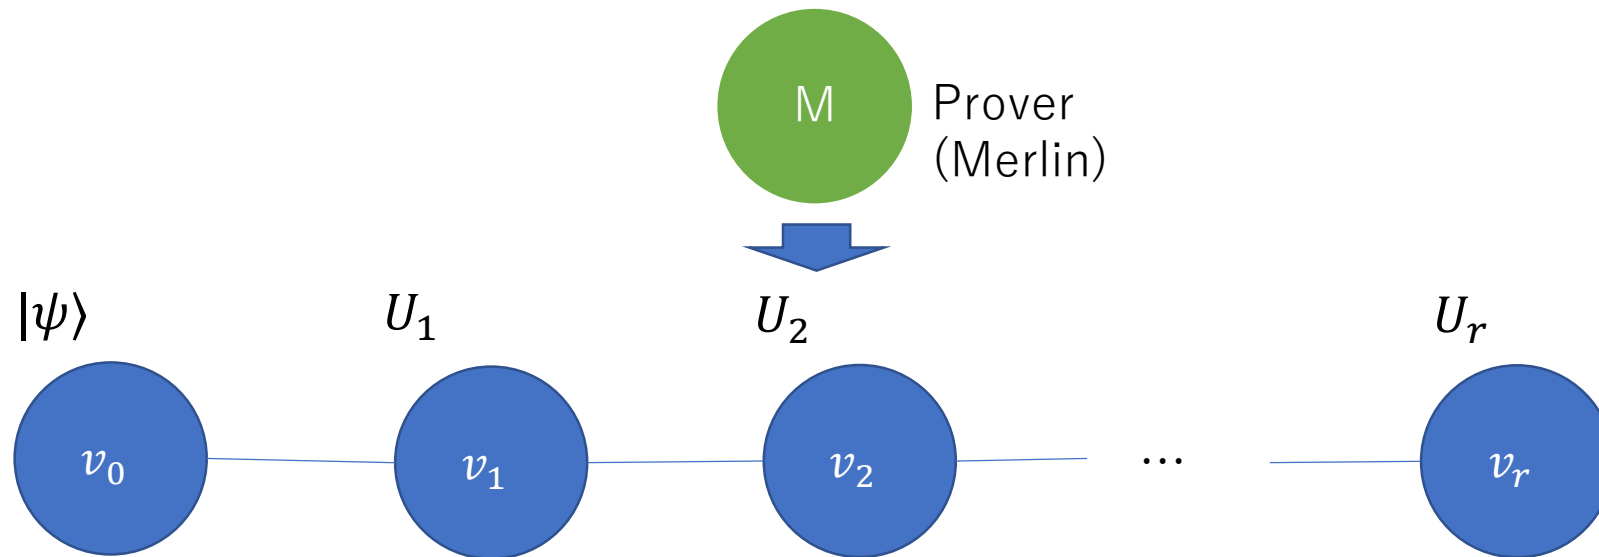 M
Prover
(Merlin)
|ψ⟩ U₁ U₂ Uᵣ
v₀ v₁ v₂ ⋯ vᵣ